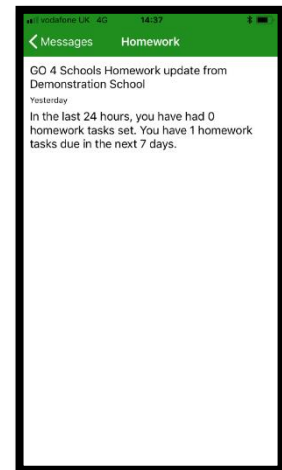 vodafone UK 4G 14:37
Messages Homework
GO 4 Schools Homework update from
Demonstration School
Yesterday
In the last 24 hours, you have had 0
homework tasks set. You have 1 homework
tasks due in the next 7 days.